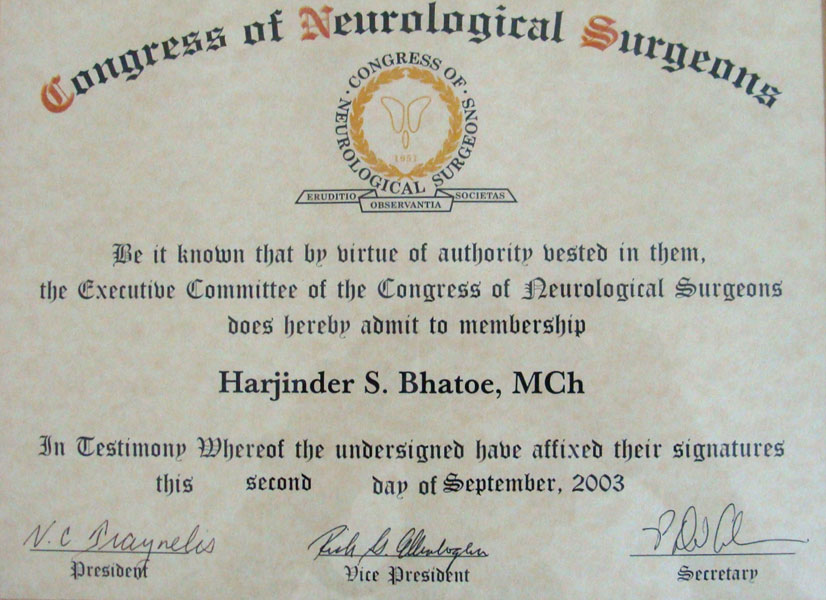 Congress of Neurological Surgeons
· CONGRESS OF · NEUROLOGICAL SURGEONS
1951
ERUDITIO OBSERVANTIA SOCIETAS
Be it known that by virtue of authority vested in them,
the Executive Committee of the Congress of Neurological Surgeons
does hereby admit to membership
Harjinder S. Bhatoe, MCh
In Testimony Whereof the undersigned have affixed their signatures
this second day of September, 2003
N. C. Traynelis
President
Vice President
Secretary